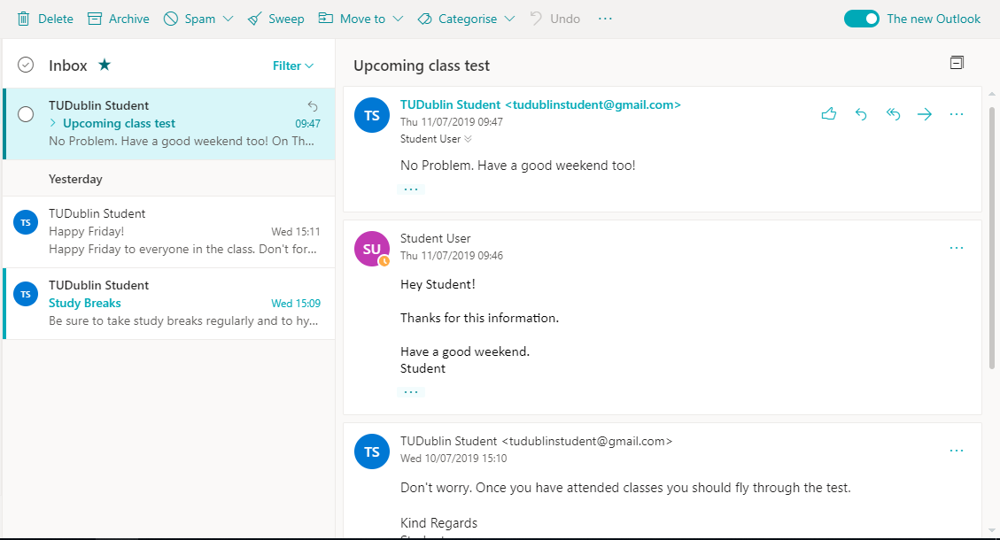 Delete Archive Spam Sweep Move to Categorise Undo ... The new Outlook
Inbox Filter
TUDublin Student
Upcoming class test 09:47
No Problem. Have a good weekend too! On Th...
Yesterday
TS
TUDublin Student
Happy Friday! Wed 15:11
Happy Friday to everyone in the class. Don't for...
TS
TUDublin Student
Study Breaks Wed 15:09
Be sure to take study breaks regularly and to hy...
Upcoming class test
TS
TUDublin Student <tudublinstudent@gmail.com>
Thu 11/07/2019 09:47
Student User
No Problem. Have a good weekend too!
...
SU
Student User
Thu 11/07/2019 09:46
Hey Student!
Thanks for this information.
Have a good weekend.
Student
...
TS
TUDublin Student <tudublinstudent@gmail.com>
Wed 10/07/2019 15:10
Don't worry. Once you have attended classes you should fly through the test.
Kind Regards